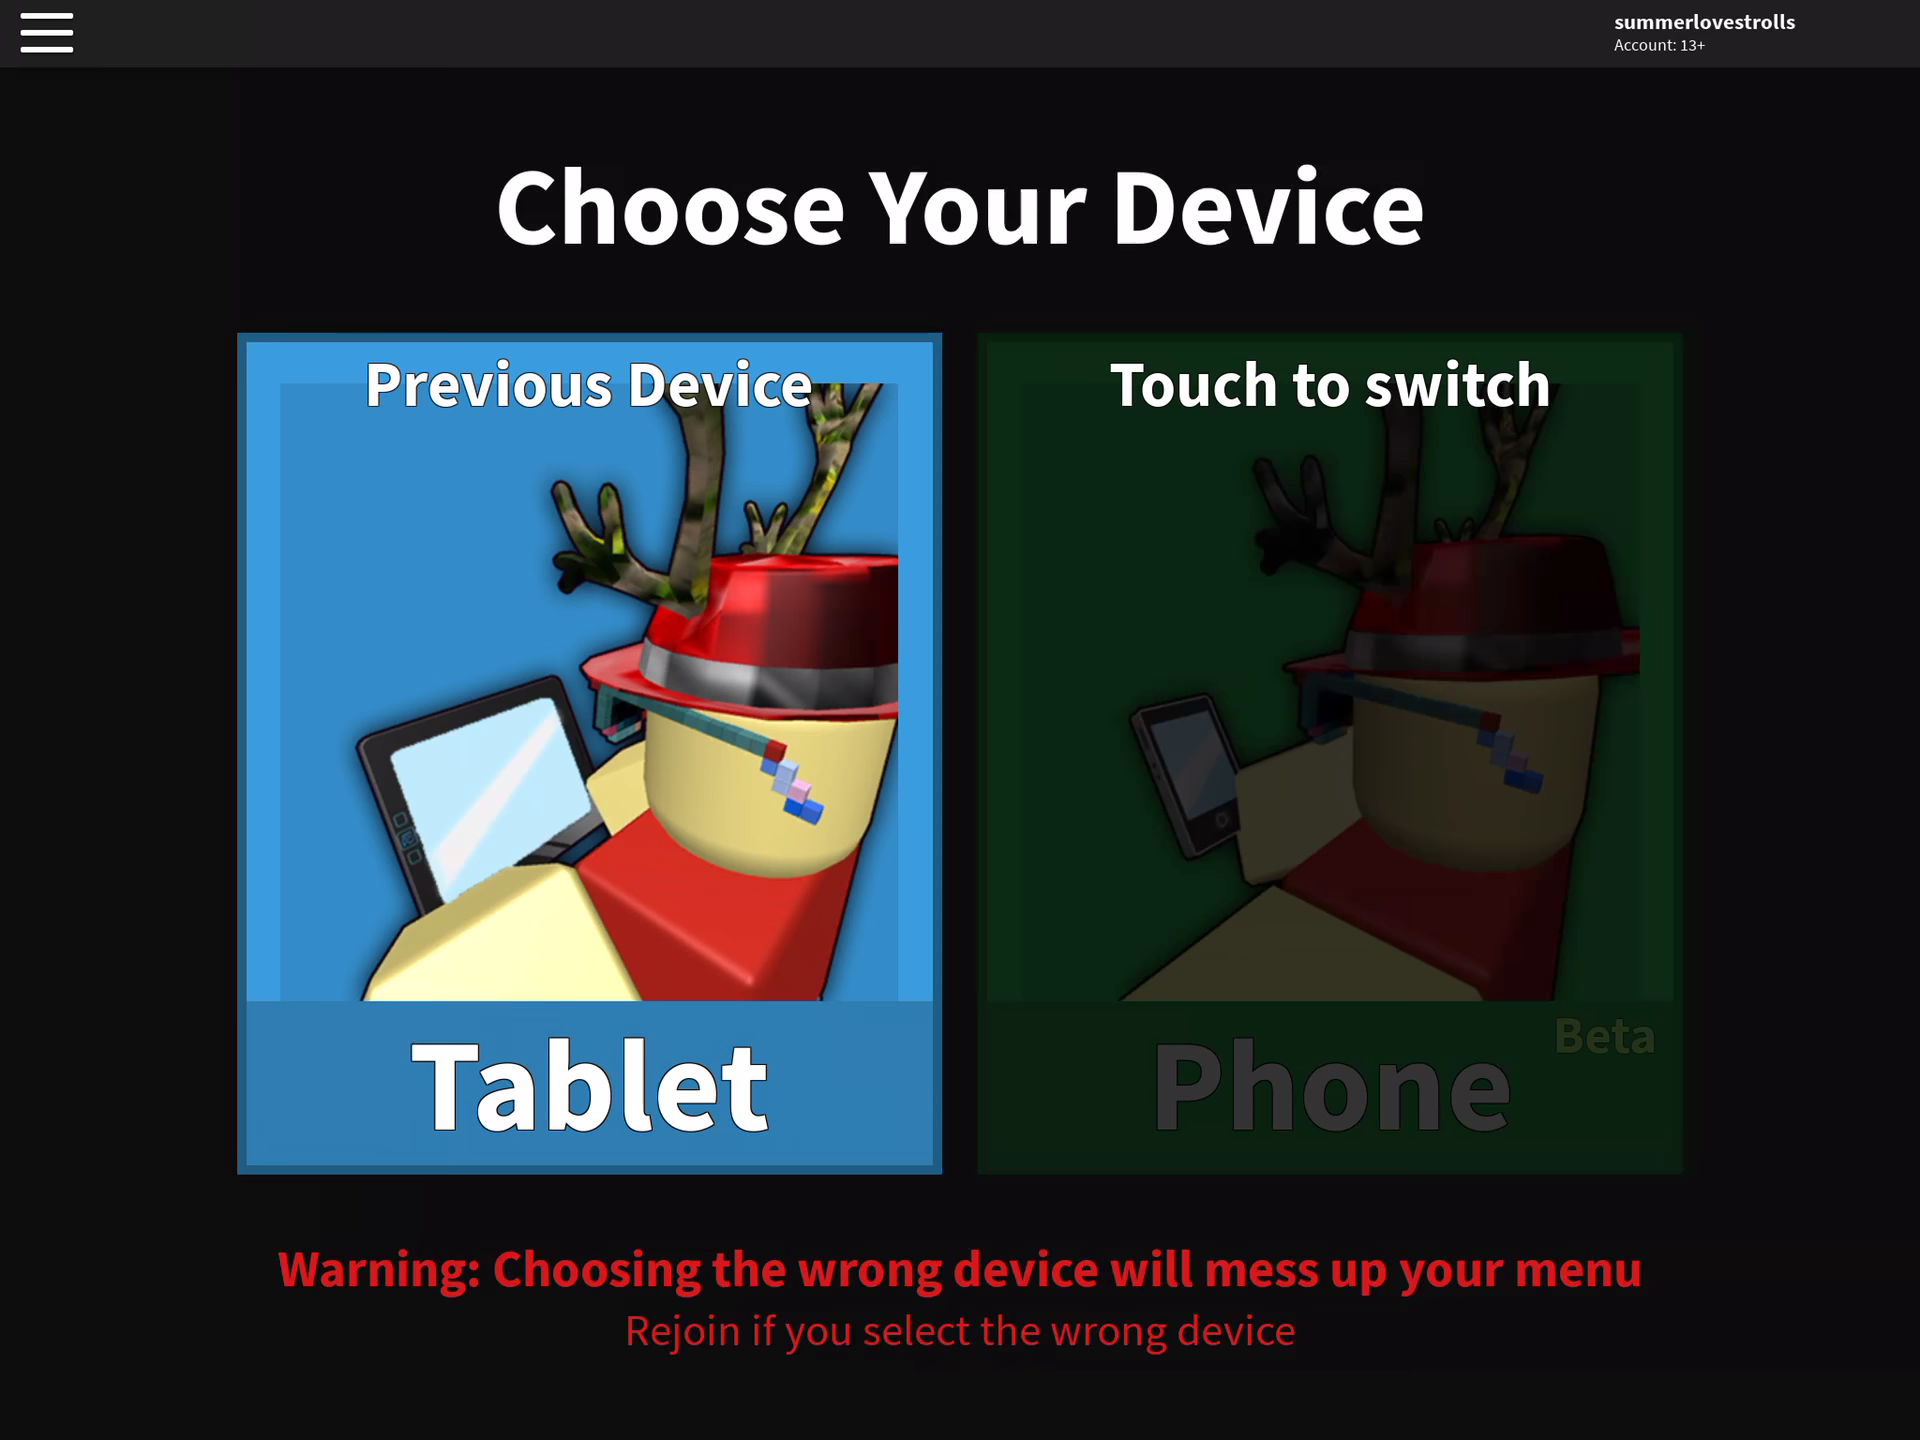 summerlovestrolls
Account: 13+
Choose Your Device
Previous Device
Touch to switch
Tablet
Phone
Beta
Warning: Choosing the wrong device will mess up your menu
Rejoin if you select the wrong device